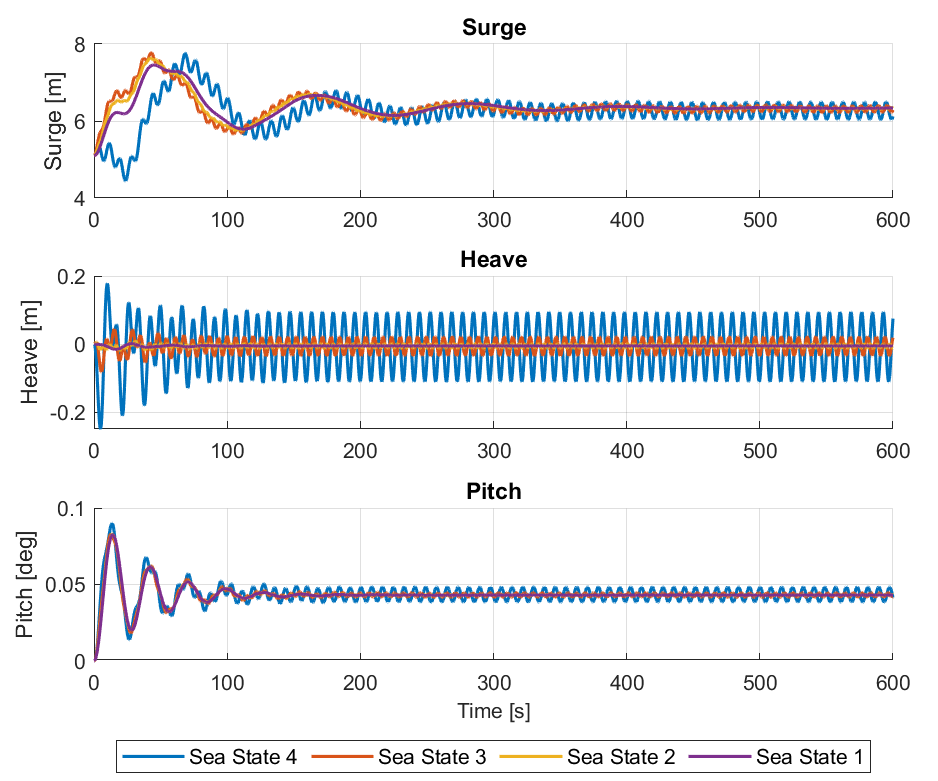 Surge
8
6
4
Surge [m]
0 100 200 300 400 500 600
Heave
0.2
0
-0.2
Heave [m]
0 100 200 300 400 500 600
Pitch
0.1
0.05
0
Pitch [deg]
0 100 200 300 400 500 600
Time [s]
Sea State 4 Sea State 3 Sea State 2 Sea State 1